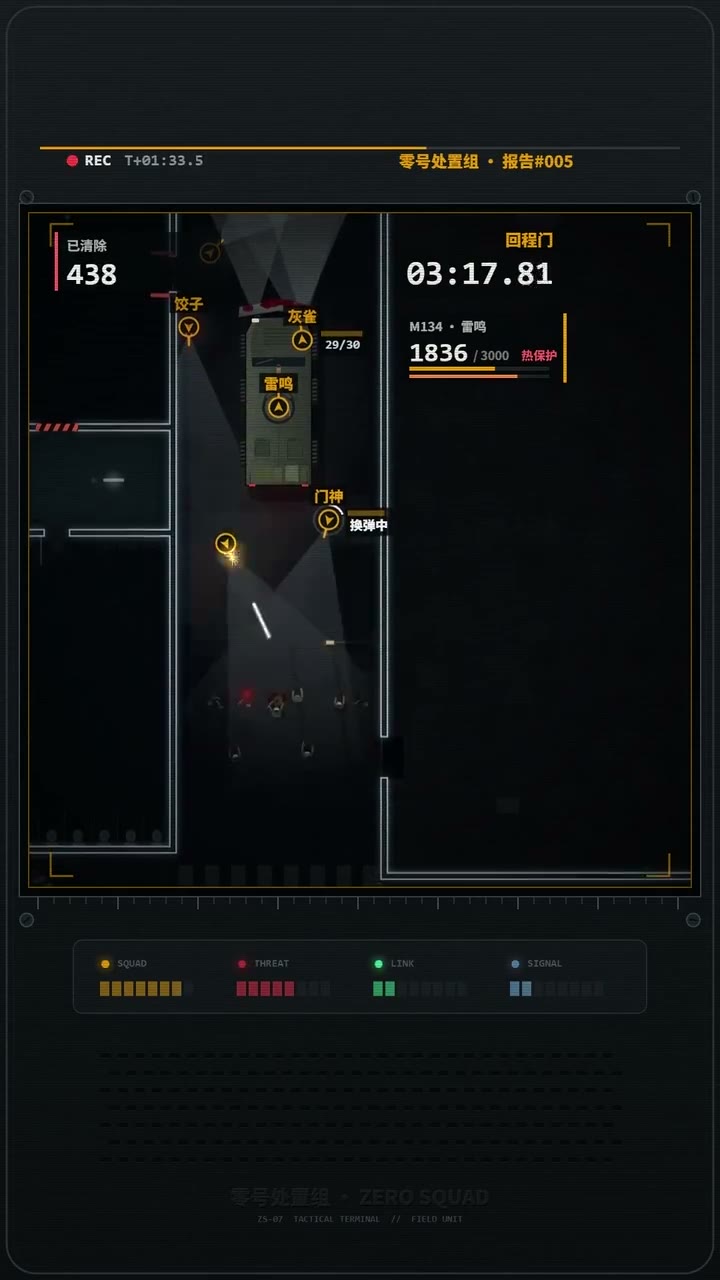 REC T+01:33.5
零号处置组 · 报告#005
已清除
438
回程门
03:17.81
饺子
灰雀
29/30
M134 · 雷鸣
1836 / 3000 热保护
雷鸣
门神
换弹中
SQUAD
THREAT
LINK
SIGNAL
零号处置组 · ZERO SQUAD
ZS-07 TACTICAL TERMINAL // FIELD UNIT